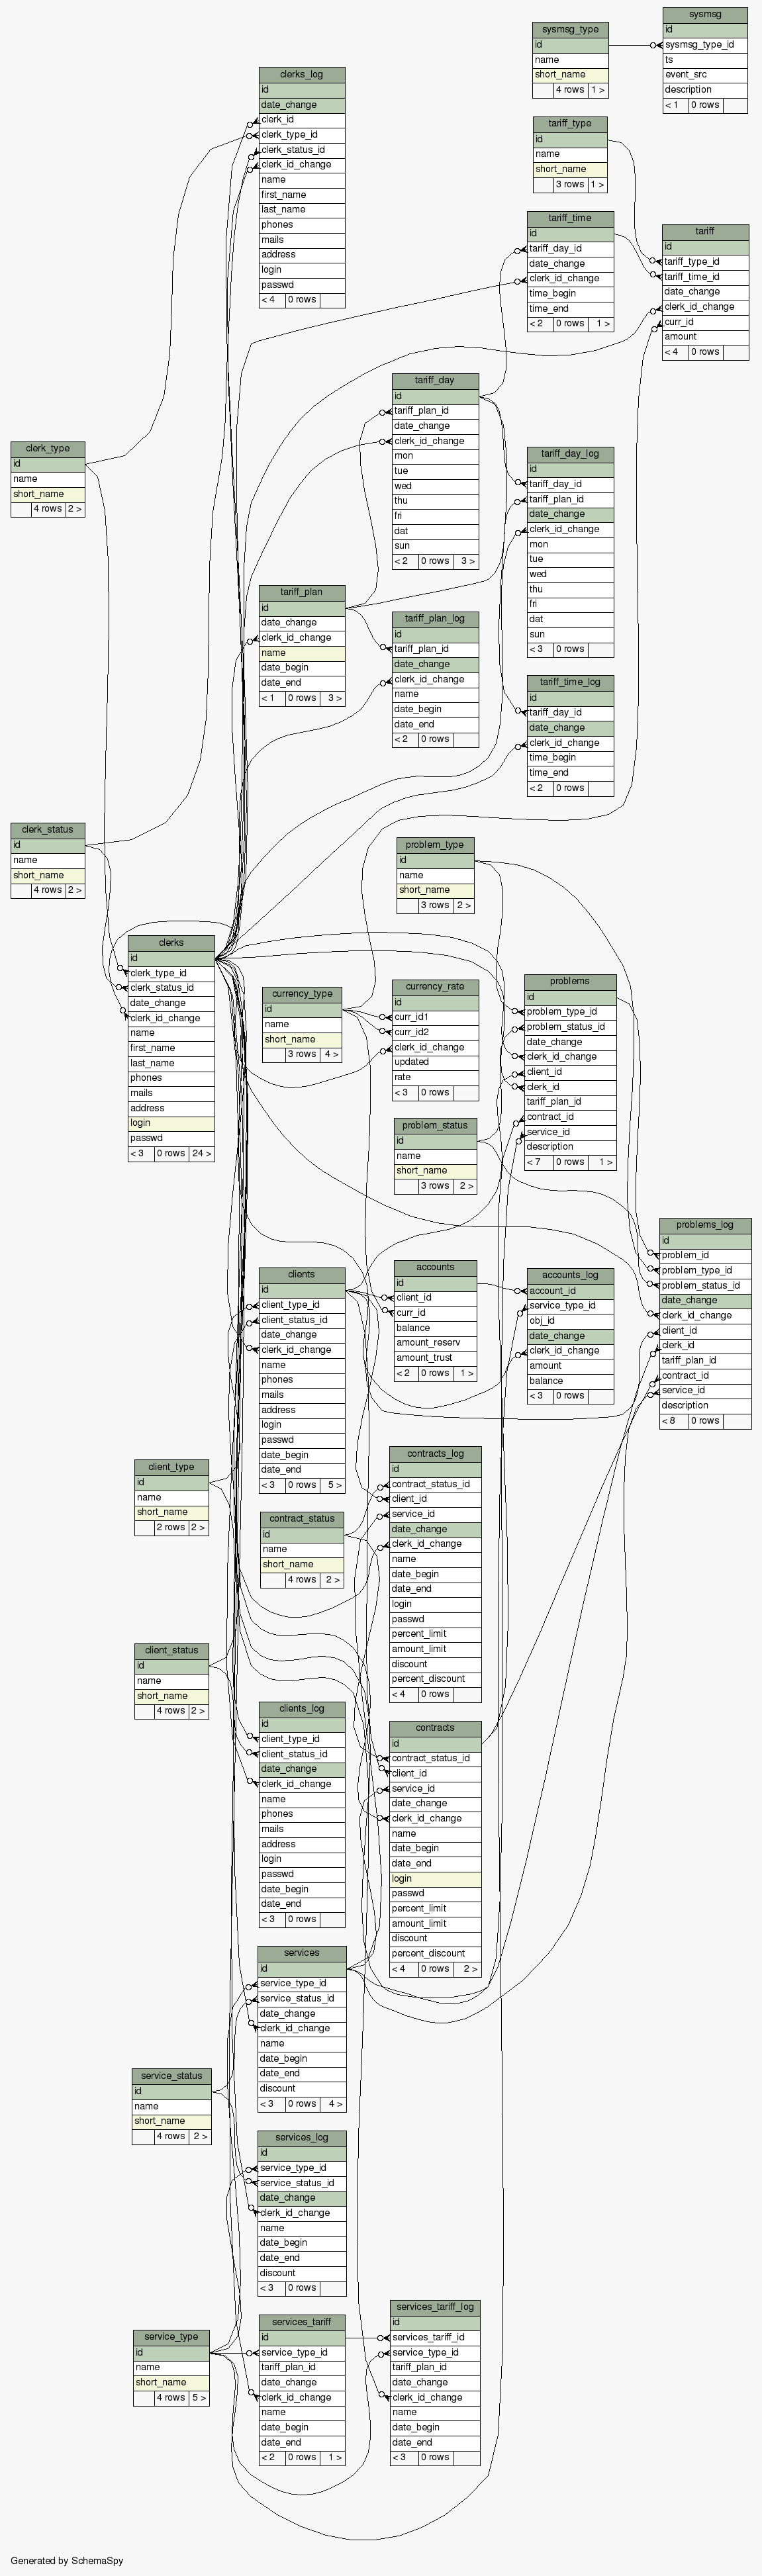 sysmsg
id
sysmsg_type_id
ts
event_src
description
< 1 0 rows
sysmsg_type
id
name
short_name
4 rows 1 >
clerks_log
id
date_change
clerk_id
clerk_type_id
clerk_status_id
clerk_id_change
name
first_name
last_name
phones
mails
address
login
passwd
< 4 0 rows
tariff_type
id
name
short_name
3 rows 1 >
tariff_time
id
tariff_day_id
date_change
clerk_id_change
time_begin
time_end
< 2 0 rows 1 >
tariff
id
tariff_type_id
tariff_time_id
date_change
clerk_id_change
curr_id
amount
< 4 0 rows
tariff_day
id
tariff_plan_id
date_change
clerk_id_change
mon
tue
wed
thu
fri
dat
sun
< 2 0 rows 3 >
clerk_type
id
name
short_name
4 rows 2 >
tariff_day_log
id
tariff_day_id
tariff_plan_id
date_change
clerk_id_change
mon
tue
wed
thu
fri
dat
sun
< 3 0 rows
tariff_plan
id
date_change
clerk_id_change
name
date_begin
date_end
< 1 0 rows 3 >
tariff_plan_log
id
tariff_plan_id
date_change
clerk_id_change
name
date_begin
date_end
< 2 0 rows
tariff_time_log
id
tariff_day_id
date_change
clerk_id_change
time_begin
time_end
< 2 0 rows
clerk_status
id
name
short_name
4 rows 2 >
problem_type
id
name
short_name
3 rows 2 >
clerks
id
clerk_type_id
clerk_status_id
date_change
clerk_id_change
name
first_name
last_name
phones
mails
address
login
passwd
< 3 0 rows 24 >
currency_type
id
name
short_name
3 rows 4 >
currency_rate
id
curr_id1
curr_id2
clerk_id_change
updated
rate
< 3 0 rows
problems
id
problem_type_id
problem_status_id
date_change
clerk_id_change
client_id
clerk_id
tariff_plan_id
contract_id
service_id
description
< 7 0 rows 1 >
problem_status
id
name
short_name
3 rows 2 >
problems_log
id
problem_id
problem_type_id
problem_status_id
date_change
clerk_id_change
client_id
clerk_id
tariff_plan_id
contract_id
service_id
description
< 8 0 rows
clients
id
client_type_id
client_status_id
date_change
clerk_id_change
name
phones
mails
address
login
passwd
date_begin
date_end
< 3 0 rows 5 >
accounts
id
client_id
curr_id
balance
amount_reserv
amount_trust
< 2 0 rows 1 >
accounts_log
account_id
service_type_id
obj_id
date_change
clerk_id_change
amount
balance
< 3 0 rows
client_type
id
name
short_name
2 rows 2 >
contract_status
id
name
short_name
4 rows 2 >
contracts_log
id
contract_status_id
client_id
service_id
date_change
clerk_id_change
name
date_begin
date_end
login
passwd
percent_limit
amount_limit
discount
percent_discount
< 4 0 rows
client_status
id
name
short_name
4 rows 2 >
clients_log
id
client_type_id
client_status_id
date_change
clerk_id_change
name
phones
mails
address
login
passwd
date_begin
date_end
< 3 0 rows
contracts
id
contract_status_id
client_id
service_id
date_change
clerk_id_change
name
date_begin
date_end
login
passwd
percent_limit
amount_limit
discount
percent_discount
< 4 0 rows 2 >
services
id
service_type_id
service_status_id
date_change
clerk_id_change
name
date_begin
date_end
discount
< 3 0 rows 4 >
service_status
id
name
short_name
4 rows 2 >
services_log
id
service_type_id
service_status_id
date_change
clerk_id_change
name
date_begin
date_end
discount
< 3 0 rows
service_type
id
name
short_name
4 rows 5 >
services_tariff
id
service_type_id
tariff_plan_id
date_change
clerk_id_change
name
date_begin
date_end
< 2 0 rows 1 >
services_tariff_log
id
services_tariff_id
service_type_id
tariff_plan_id
date_change
clerk_id_change
name
date_begin
date_end
< 3 0 rows
Generated by SchemaSpy